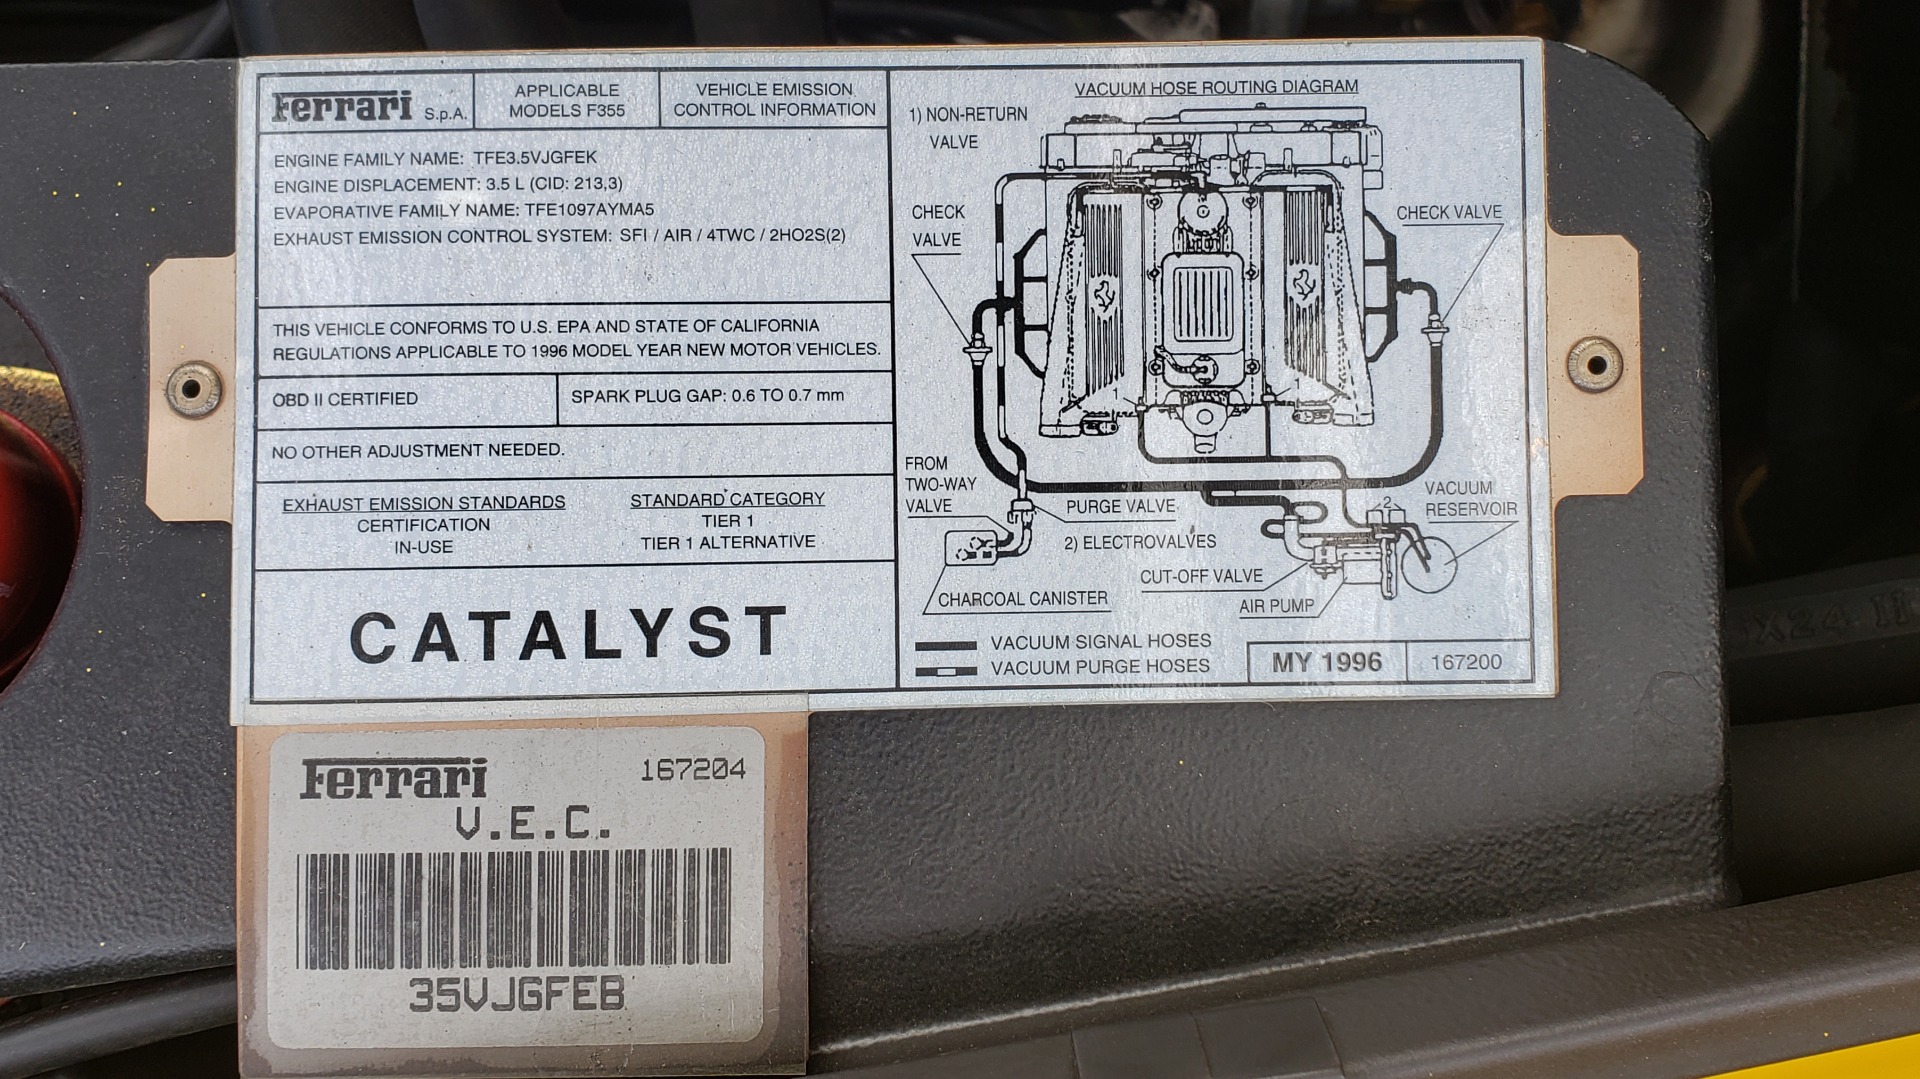 Ferrari S.p.A.
APPLICABLE
MODELS F355
VEHICLE EMISSION
CONTROL INFORMATION
ENGINE FAMILY NAME: TFE3.5VJGFEK
ENGINE DISPLACEMENT: 3.5 L (CID: 213,3)
EVAPORATIVE FAMILY NAME: TFE1097AYMA5
EXHAUST EMISSION CONTROL SYSTEM: SFI / AIR / 4TWC / 2HO2S(2)
THIS VEHICLE CONFORMS TO U.S. EPA AND STATE OF CALIFORNIA
REGULATIONS APPLICABLE TO 1996 MODEL YEAR NEW MOTOR VEHICLES.
OBD II CERTIFIED
SPARK PLUG GAP: 0.6 TO 0.7 mm
NO OTHER ADJUSTMENT NEEDED.
EXHAUST EMISSION STANDARDS
CERTIFICATION
IN-USE
STANDARD CATEGORY
TIER 1
TIER 1 ALTERNATIVE
CATALYST
VACUUM HOSE ROUTING DIAGRAM
1) NON-RETURN
VALVE
CHECK
VALVE
CHECK VALVE
FROM
TWO-WAY
VALVE
PURGE VALVE
2) ELECTROVALVES
2
VACUUM
RESERVOIR
CUT-OFF VALVE
CHARCOAL CANISTER
AIR PUMP
VACUUM SIGNAL HOSES
VACUUM PURGE HOSES
MY 1996
167200
Ferrari
167204
V.E.C.
35VJGFEB